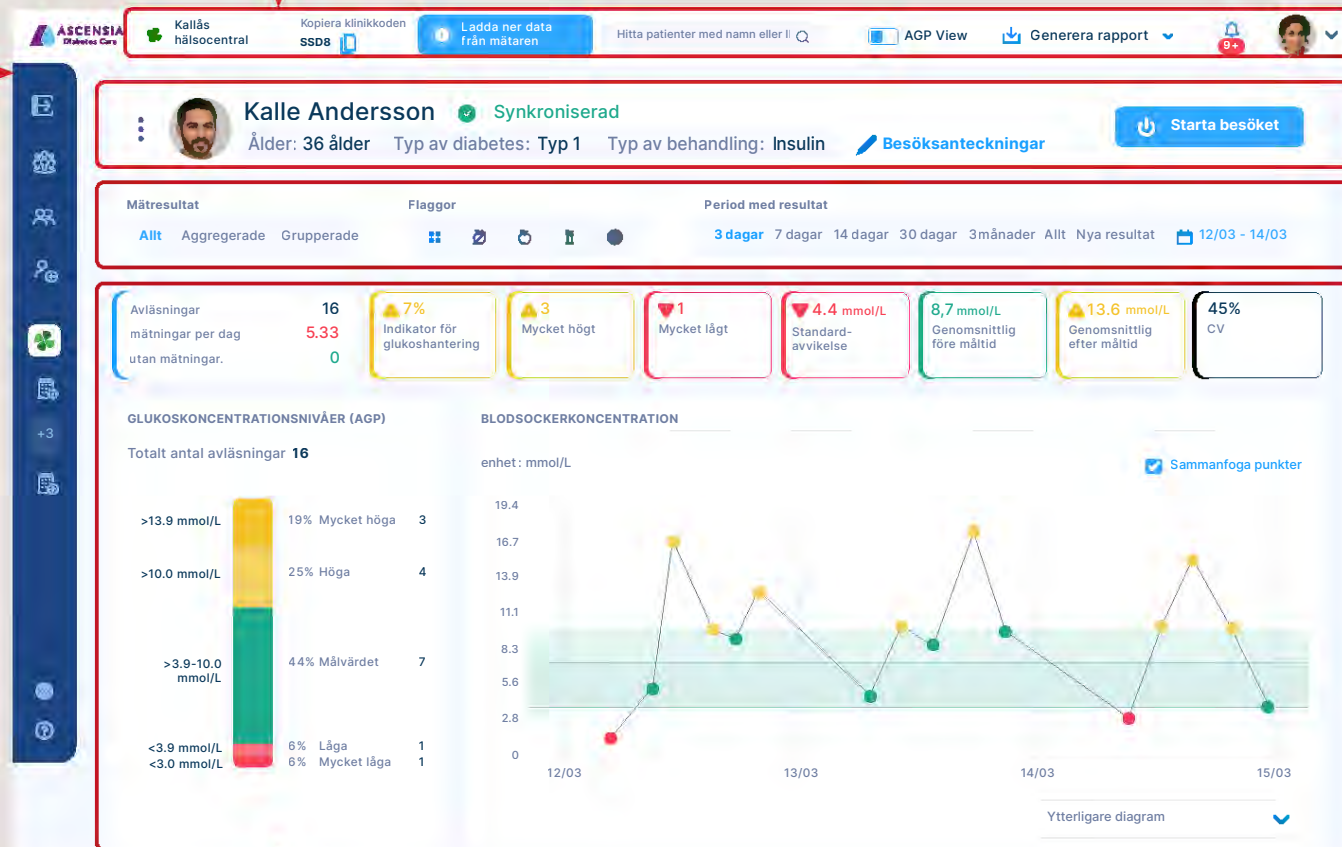 ASCENSIA
Diabetes Care
Kallås
hälsocentral
Kopiera klinikkoden
SSD8
Ladda ner data
från mätaren
Hitta patienter med namn eller
AGP View
Generera rapport
9+
Kalle Andersson
Synkroniserad
Ålder: 36 ålder
Typ av diabetes: Typ 1
Typ av behandling: Insulin
Besöksanteckningar
Starta besöket
Mätresultat
Allt Aggregerade Grupperade
Flaggor
Period med resultat
3 dagar 7 dagar 14 dagar 30 dagar 3månader Allt Nya resultat
12/03 - 14/03
Avläsningar 16
mätningar per dag 5.33
utan mätningar. 0
7%
Indikator för
glukoshantering
3
Mycket högt
1
Mycket lågt
4.4 mmol/L
Standard-
avvikelse
8,7 mmol/L
Genomsnittlig
före måltid
13.6 mmol/L
Genomsnittlig
efter måltid
45%
CV
+3
GLUKOSKONCENTRATIONSNIVÅER (AGP)
Totalt antal avläsningar 16
>13.9 mmol/L 19% Mycket höga 3
>10.0 mmol/L 25% Höga 4
>3.9-10.0
mmol/L
44% Målvärdet 7
<3.9 mmol/L 6% Låga 1
<3.0 mmol/L 6% Mycket låga 1
BLODSOCKERKONCENTRATION
enhet: mmol/L
Sammanfoga punkter
19.4
16.7
13.9
11.1
8.3
5.6
2.8
0
12/03 13/03 14/03 15/03
Ytterligare diagram